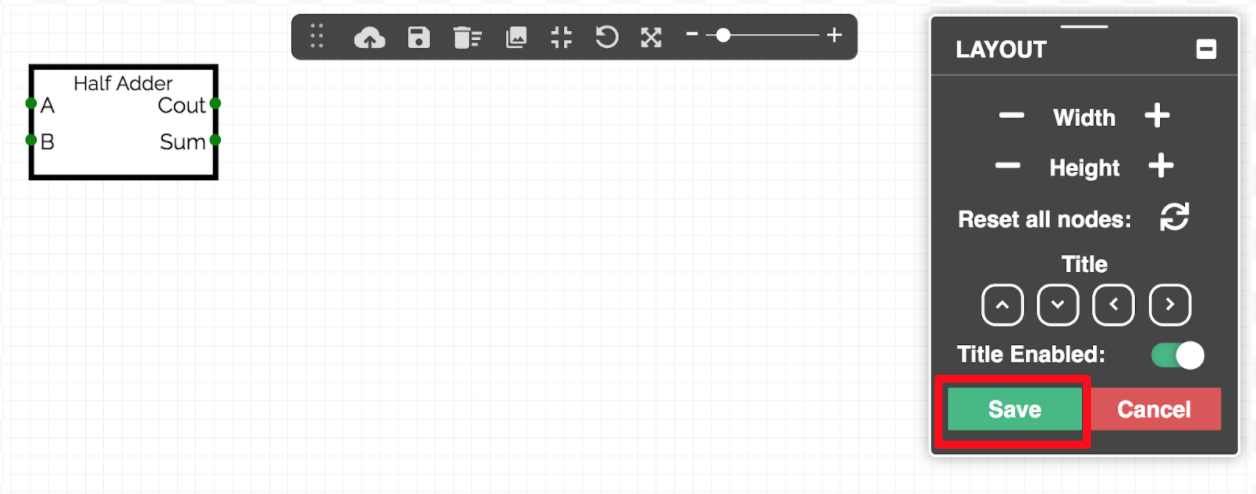 Half Adder
A Cout
B Sum
LAYOUT
Width
Height
Reset all nodes:
Title
Title Enabled:
Save Cancel